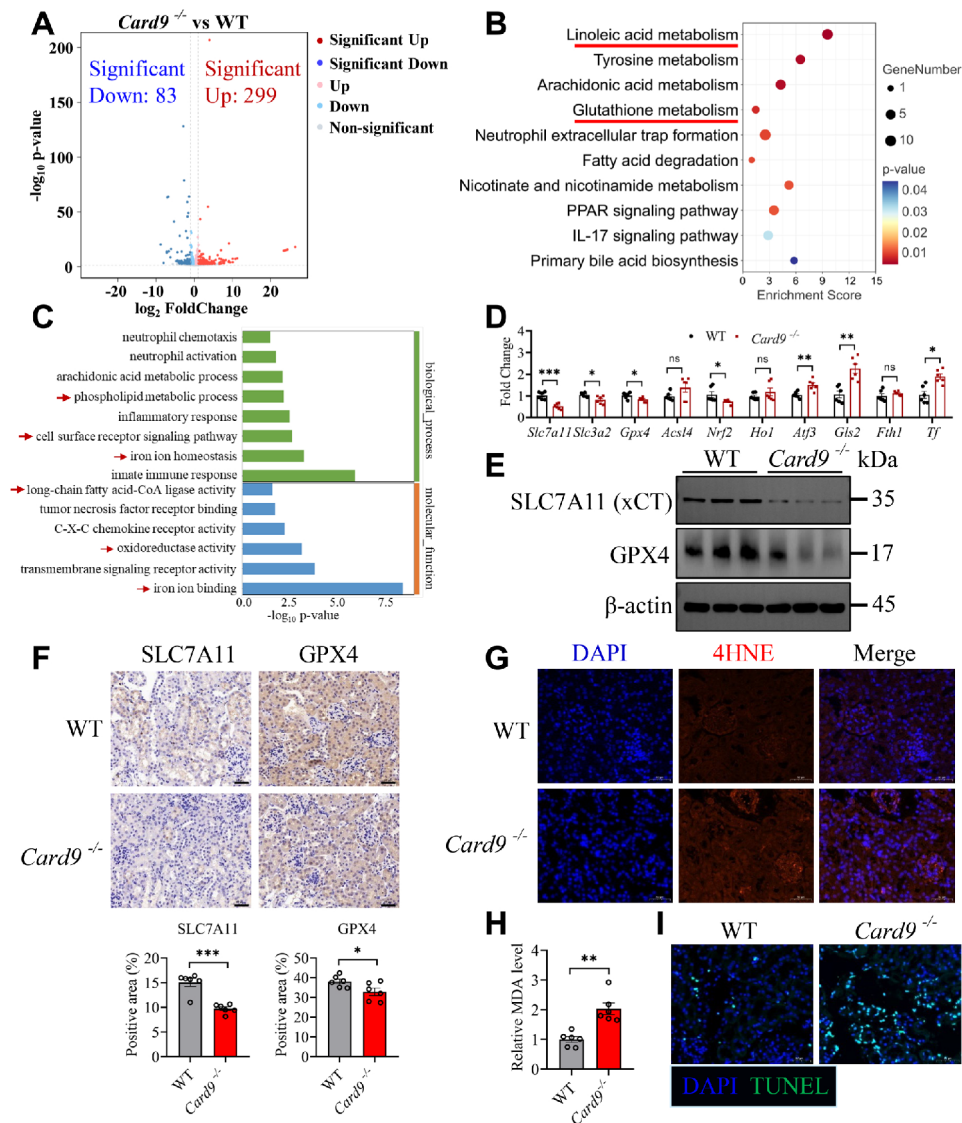 A
Card9 -/- vs WT
200
150
100
50
0
-log10 p-value
Significant
Down: 83
Significant
Up: 299
-20 -10 0 10 20
log2 FoldChange
Significant Up
Significant Down
Up
Down
Non-significant
B
Linoleic acid metabolism
Tyrosine metabolism
Arachidonic acid metabolism
Glutathione metabolism
Neutrophil extracellular trap formation
Fatty acid degradation
Nicotinate and nicotinamide metabolism
PPAR signaling pathway
IL-17 signaling pathway
Primary bile acid biosynthesis
0 3 6 9 12 15
Enrichment Score
GeneNumber
1
5
10
p-value
0.04
0.03
0.02
0.01
C
neutrophil chemotaxis
neutrophil activation
arachidonic acid metabolic process
phospholipid metabolic process
inflammatory response
cell surface receptor signaling pathway
iron ion homeostasis
innate immune response
long-chain fatty acid-CoA ligase activity
tumor necrosis factor receptor binding
C-X-C chemokine receptor activity
oxidoreductase activity
transmembrane signaling receptor activity
iron ion binding
biological_process
molecular_function
0.0 2.5 5.0 7.5
-log10 p-value
D
WT Card9 -/-
Fold Change
4
2
0
*** * * ns * ns ** ** ns *
Slc7a11 Slc3a2 Gpx4 Acsl4 Nrf2 Ho1 Atf3 Gls2 Fth1 Tf
E
WT Card9 -/- kDa
SLC7A11 (xCT) 35
GPX4 17
β-actin 45
F
SLC7A11 GPX4
WT
Card9 -/-
SLC7A11
Positive area (%)
20
15
10
5
0
***
WT
Card9-/-
GPX4
Positive area (%)
50
40
30
20
10
0
*
WT
Card9-/-
G
DAPI 4HNE Merge
WT
Card9 -/-
H
Relative MDA level
4
3
2
1
0
**
WT
Card9-/-
I
WT Card9 -/-
DAPI TUNEL